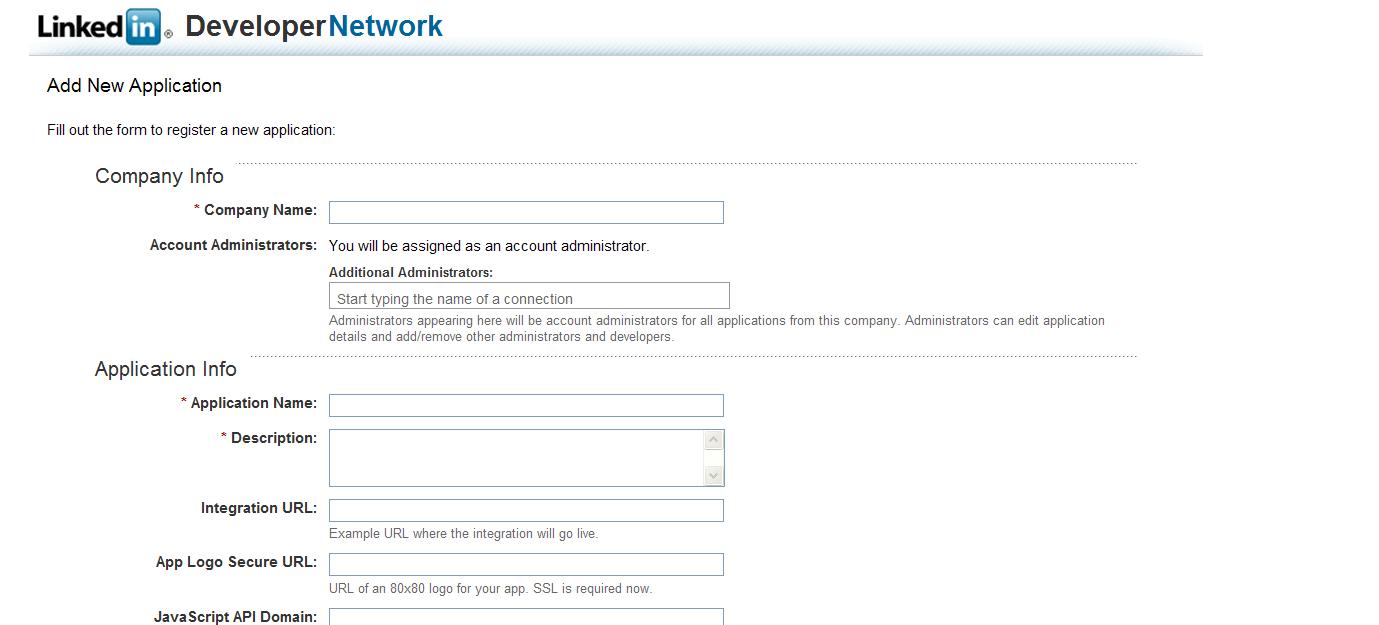 Linked in ® DeveloperNetwork
Add New Application
Fill out the form to register a new application:
Company Info
* Company Name:
Account Administrators: You will be assigned as an account administrator.
Additional Administrators:
Start typing the name of a connection
Administrators appearing here will be account administrators for all applications from this company. Administrators can edit application
details and add/remove other administrators and developers.
Application Info
* Application Name:
* Description:
Integration URL:
Example URL where the integration will go live.
App Logo Secure URL:
URL of an 80x80 logo for your app. SSL is required now.
JavaScript API Domain: